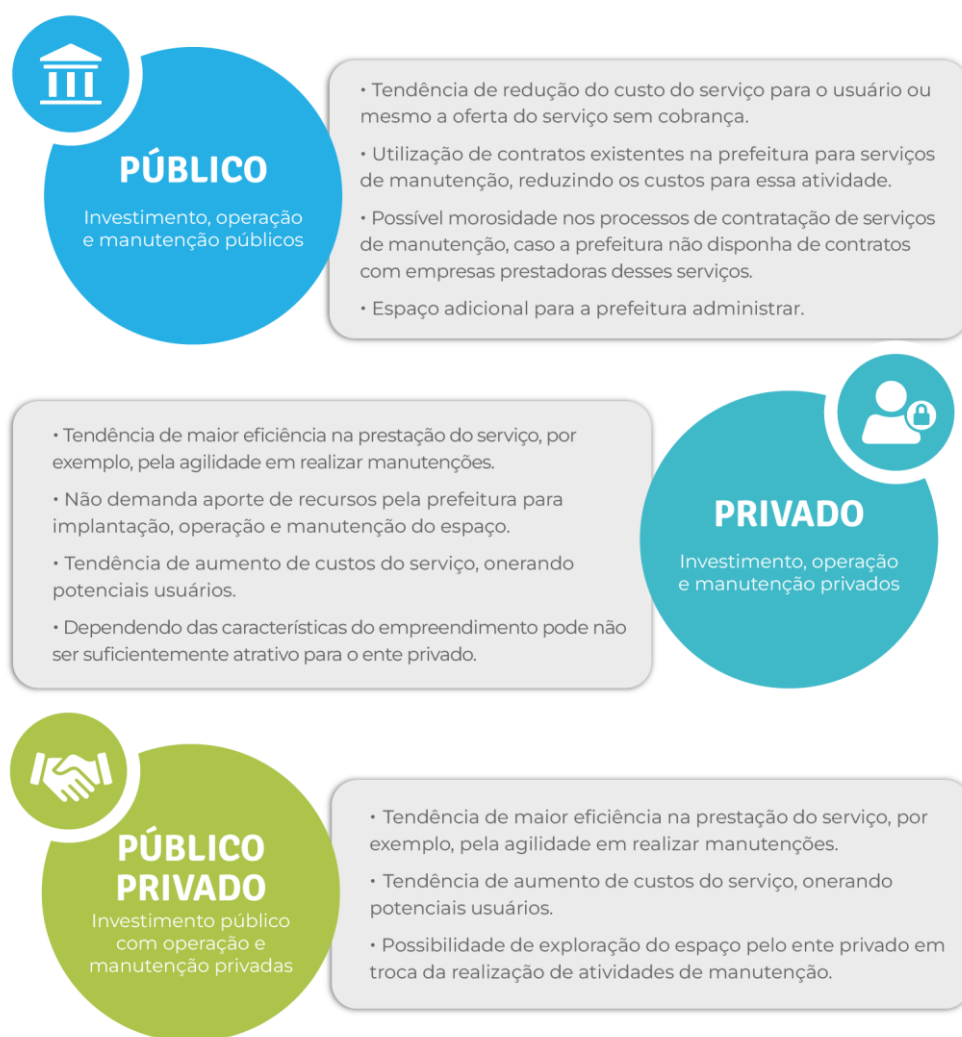 PÚBLICO
Investimento, operação
e manutenção públicos
• Tendência de redução do custo do serviço para o usuário ou
mesmo a oferta do serviço sem cobrança.
• Utilização de contratos existentes na prefeitura para serviços
de manutenção, reduzindo os custos para essa atividade.
• Possível morosidade nos processos de contratação de serviços
de manutenção, caso a prefeitura não disponha de contratos
com empresas prestadoras desses serviços.
• Espaço adicional para a prefeitura administrar.
• Tendência de maior eficiência na prestação do serviço, por
exemplo, pela agilidade em realizar manutenções.
• Não demanda aporte de recursos pela prefeitura para
implantação, operação e manutenção do espaço.
• Tendência de aumento de custos do serviço, onerando
potenciais usuários.
• Dependendo das características do empreendimento pode não
ser suficientemente atrativo para o ente privado.
PRIVADO
Investimento, operação
e manutenção privados
PÚBLICO
PRIVADO
Investimento público
com operação e
manutenção privadas
• Tendência de maior eficiência na prestação do serviço, por
exemplo, pela agilidade em realizar manutenções.
• Tendência de aumento de custos do serviço, onerando
potenciais usuários.
• Possibilidade de exploração do espaço pelo ente privado em
troca da realização de atividades de manutenção.